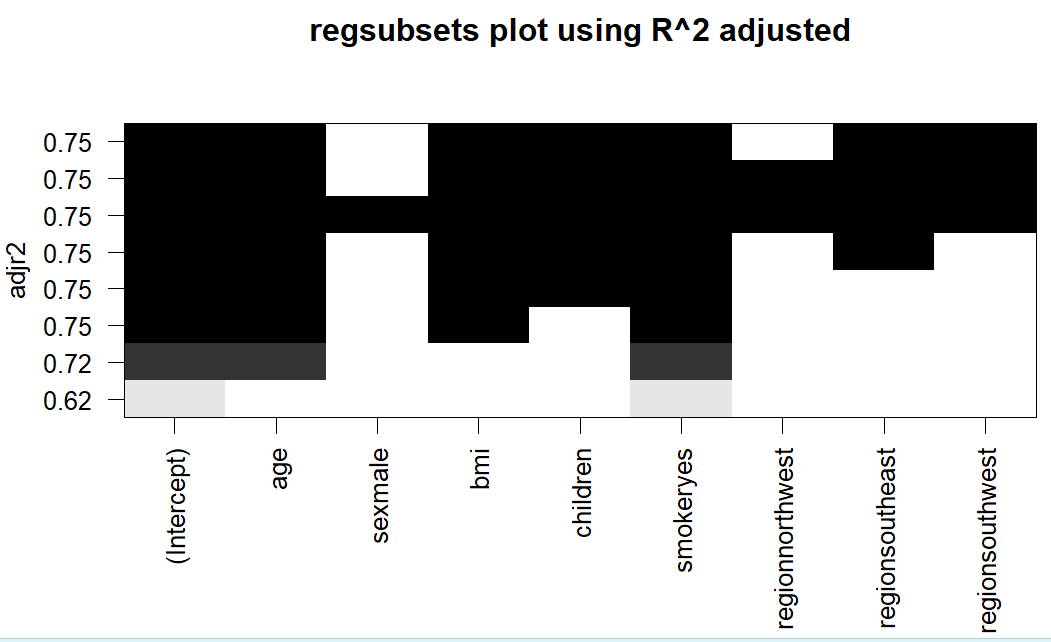 regsubsets plot using R^2 adjusted
adjr2
0.75
0.75
0.75
0.75
0.75
0.75
0.72
0.62
(Intercept)
age
sexmale
bmi
children
smokeryes
regionnorthwest
regionsoutheast
regionsouthwest